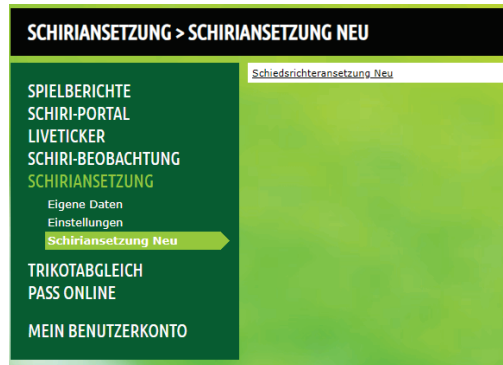 SCHIRIANSETZUNG > SCHIRIANSETZUNG NEU
Schiedsrichteransetzung Neu
SPIELBERICHTE
SCHIRI-PORTAL
LIVETICKER
SCHIRI-BEOBACHTUNG
SCHIRIANSETZUNG
Eigene Daten
Einstellungen
Schiriansetzung Neu
TRIKOTABGLEICH
PASS ONLINE
MEIN BENUTZERKONTO